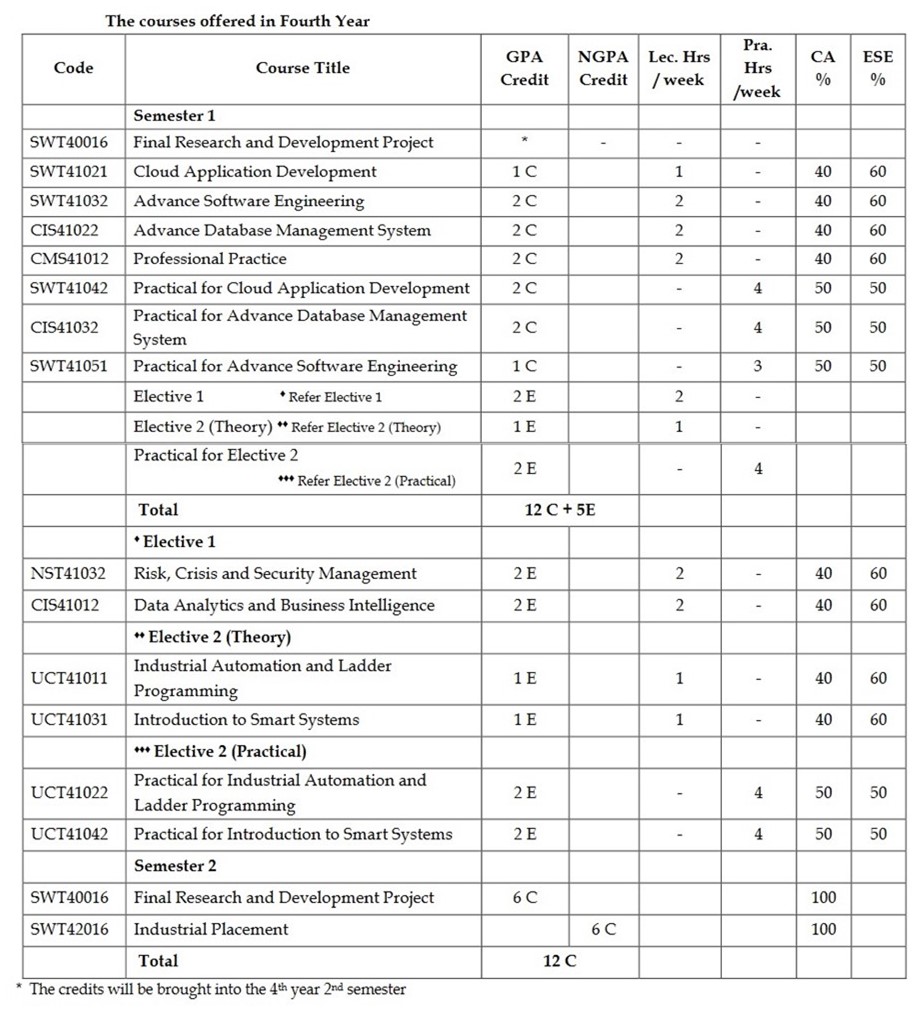 The courses offered in Fourth Year
Code Course Title GPA Credit NGPA Credit Lec. Hrs / week Pra. Hrs /week CA % ESE %
Semester 1
SWT40016 Final Research and Development Project * - - -
SWT41021 Cloud Application Development 1 C 1 - 40 60
SWT41032 Advance Software Engineering 2 C 2 - 40 60
CIS41022 Advance Database Management System 2 C 2 - 40 60
CMS41012 Professional Practice 2 C 2 - 40 60
SWT41042 Practical for Cloud Application Development 2 C - 4 50 50
CIS41032 Practical for Advance Database Management System 2 C - 4 50 50
SWT41051 Practical for Advance Software Engineering 1 C - 3 50 50
Elective 1 ♦ Refer Elective 1 2 E 2 -
Elective 2 (Theory) ♦♦ Refer Elective 2 (Theory) 1 E 1 -
Practical for Elective 2 ♦♦♦ Refer Elective 2 (Practical) 2 E - 4
Total 12 C + 5E
♦ Elective 1
NST41032 Risk, Crisis and Security Management 2 E 2 - 40 60
CIS41012 Data Analytics and Business Intelligence 2 E 2 - 40 60
♦♦ Elective 2 (Theory)
UCT41011 Industrial Automation and Ladder Programming 1 E 1 - 40 60
UCT41031 Introduction to Smart Systems 1 E 1 - 40 60
♦♦♦ Elective 2 (Practical)
UCT41022 Practical for Industrial Automation and Ladder Programming 2 E - 4 50 50
UCT41042 Practical for Introduction to Smart Systems 2 E - 4 50 50
Semester 2
SWT40016 Final Research and Development Project 6 C 100
SWT42016 Industrial Placement 6 C 100
Total 12 C
* The credits will be brought into the 4th year 2nd semester